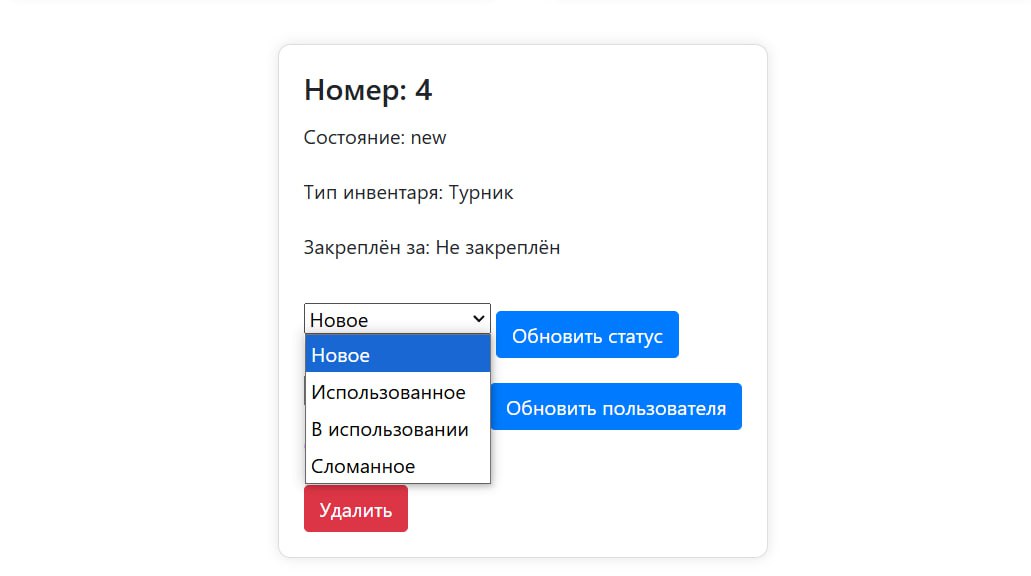 Номер: 4
Состояние: new
Тип инвентаря: Турник
Закреплён за: Не закреплён
Новое
Обновить статус
Новое
Использованное
В использовании
Сломанное
Обновить пользователя
Удалить